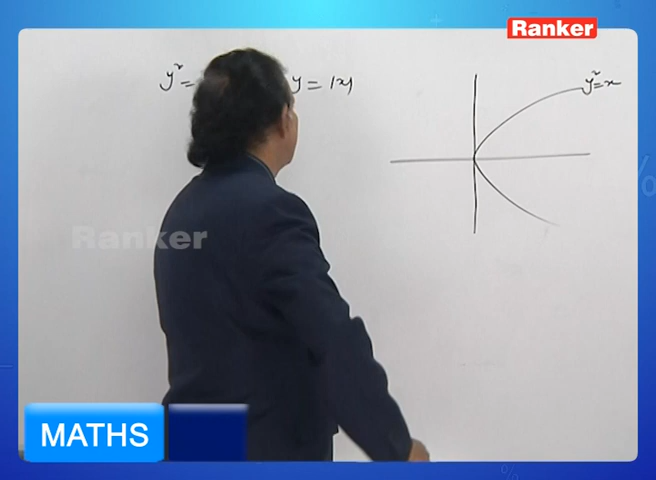 Ranker
y² =
y = |x|
y² = x
Ranker
MATHS